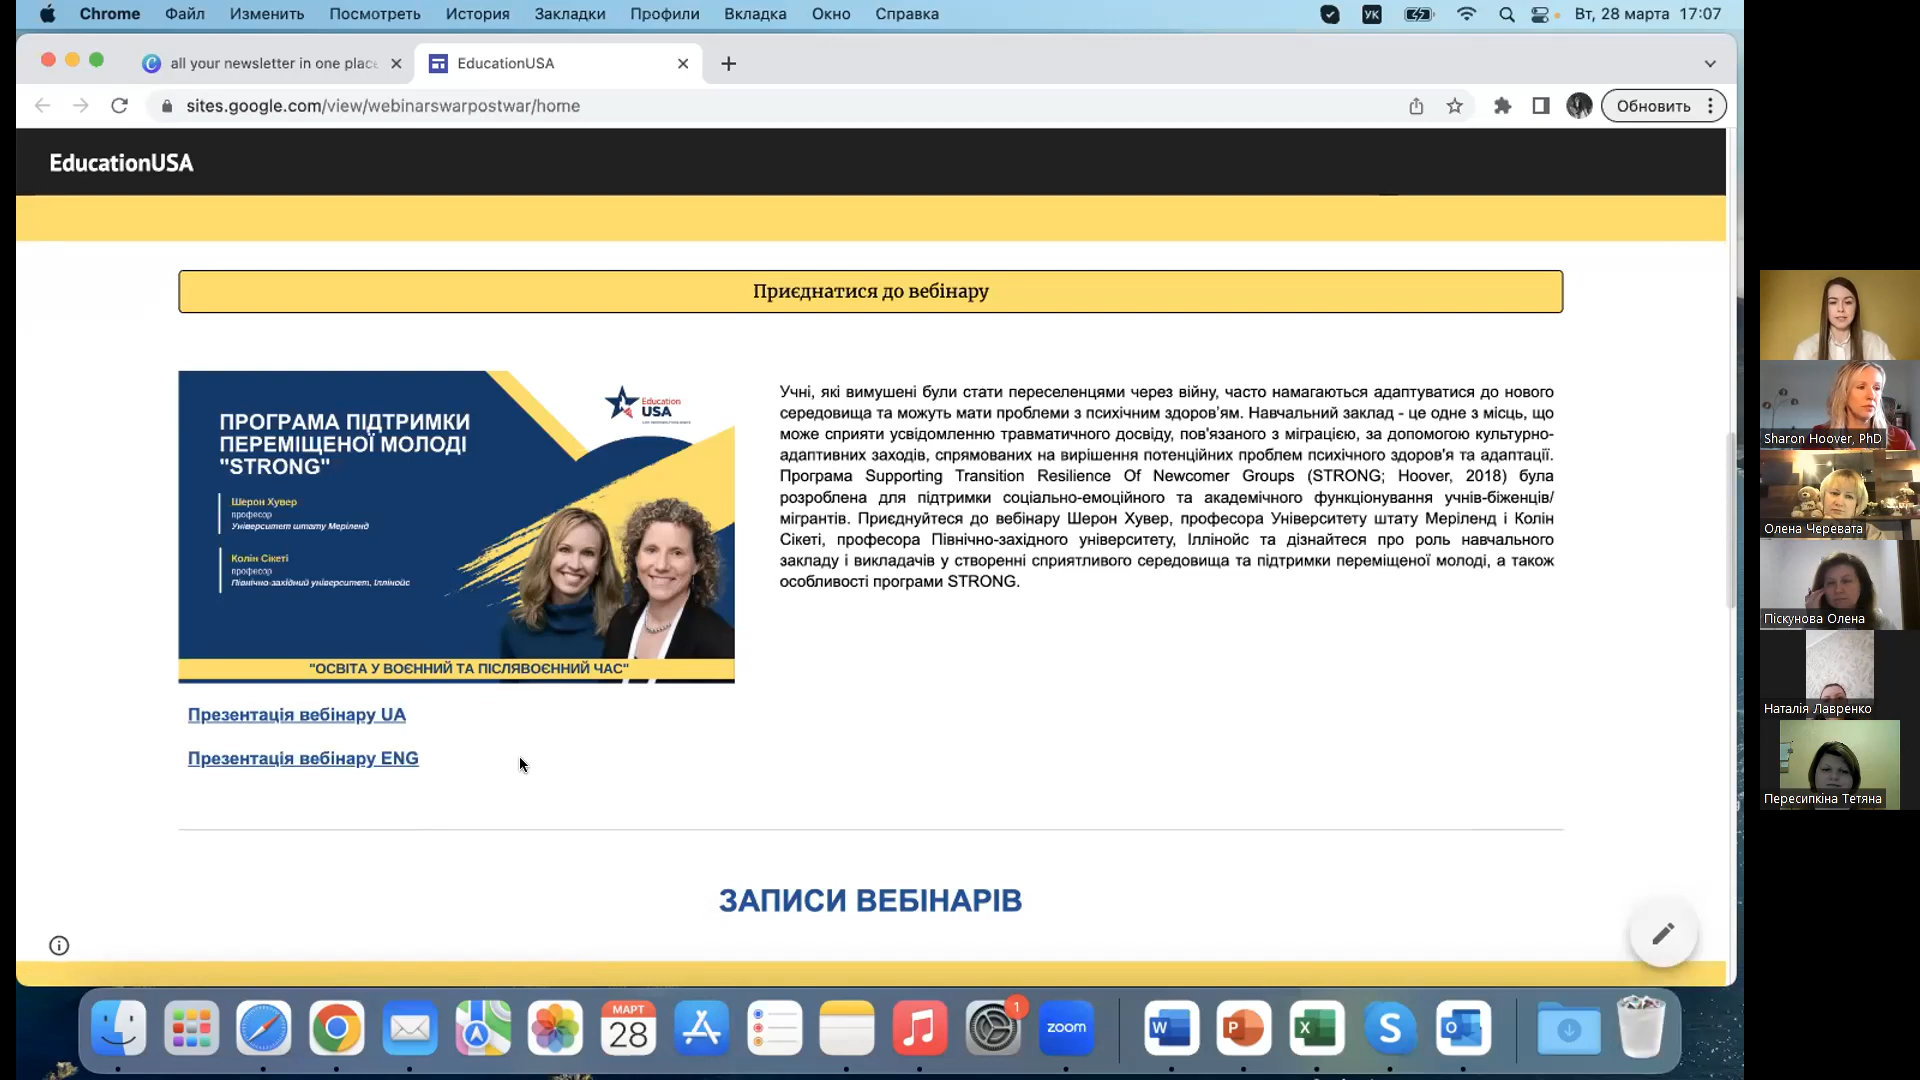 Chrome Файл Изменить Посмотреть История Закладки Профили Вкладка Окно Справка
УК
Вт, 28 марта 17:07
all your newsletter in one place
EducationUSA
sites.google.com/view/webinarswarpostwar/home
Обновить
EducationUSA
Приєднатися до вебінару
ПРОГРАМА ПІДТРИМКИ
ПЕРЕМІЩЕНОЇ МОЛОДІ
"STRONG"
Education
USA
Шерон Хувер
професор
Університет штату Меріленд
Колін Сікеті
професор
Північно-західний університет, Іллінойс
"ОСВІТА У ВОЄННИЙ ТА ПІСЛЯВОЄННИЙ ЧАС"
Учні, які вимушені були стати переселенцями через війну, часто намагаються адаптуватися до нового
середовища та можуть мати проблеми з психічним здоров'ям. Навчальний заклад - це одне з місць, що
може сприяти усвідомленню травматичного досвіду, пов'язаного з міграцією, за допомогою культурно-
адаптивних заходів, спрямованих на вирішення потенційних проблем психічного здоров'я та адаптації.
Програма Supporting Transition Resilience Of Newcomer Groups (STRONG; Hoover, 2018) була
розроблена для підтримки соціально-емоційного та академічного функціонування учнів-біженців/
мігрантів. Приєднуйтеся до вебінару Шерон Хувер, професора Університету штату Меріленд і Колін
Сікеті, професора Північно-західного університету, Іллінойс та дізнайтеся про роль навчального
закладу і викладачів у створенні сприятливого середовища та підтримки переміщеної молоді, а також
особливості програми STRONG.
Презентація вебінару UA
Презентація вебінару ENG
ЗАПИСИ ВЕБІНАРІВ
Sharon Hoover, PhD
Олена Черевата
Піскунова Олена
Наталія Лавренко
Пересипкіна Тетяна
МАРТ
28
1
zoom
W
P
X
S
O